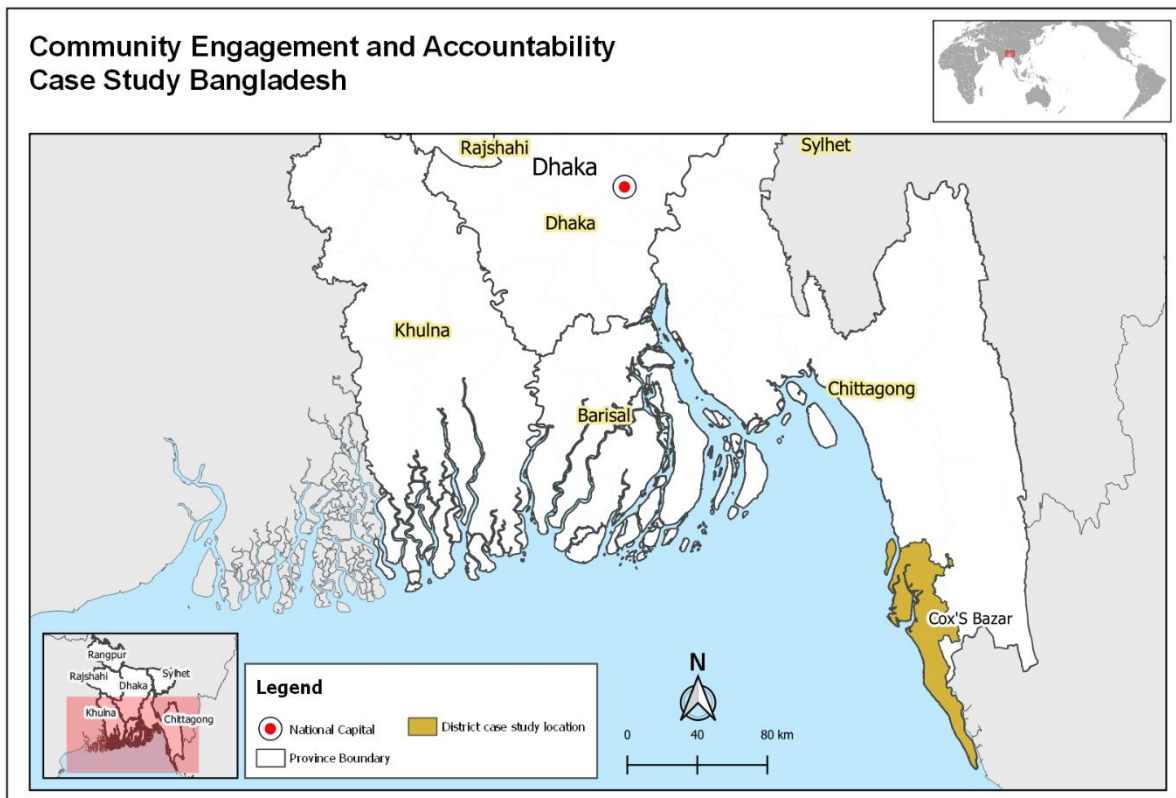 Community Engagement and Accountability
Case Study Bangladesh
Rajshahi
Sylhet
Dhaka
Dhaka
Khulna
Chittagong
Barisal
Cox'S Bazar
Rangpur
Rajshahi
Sylhet
Dhaka
Khulna
Chittagong
Legend
National Capital
District case study location
Province Boundary
N
0 40 80 km